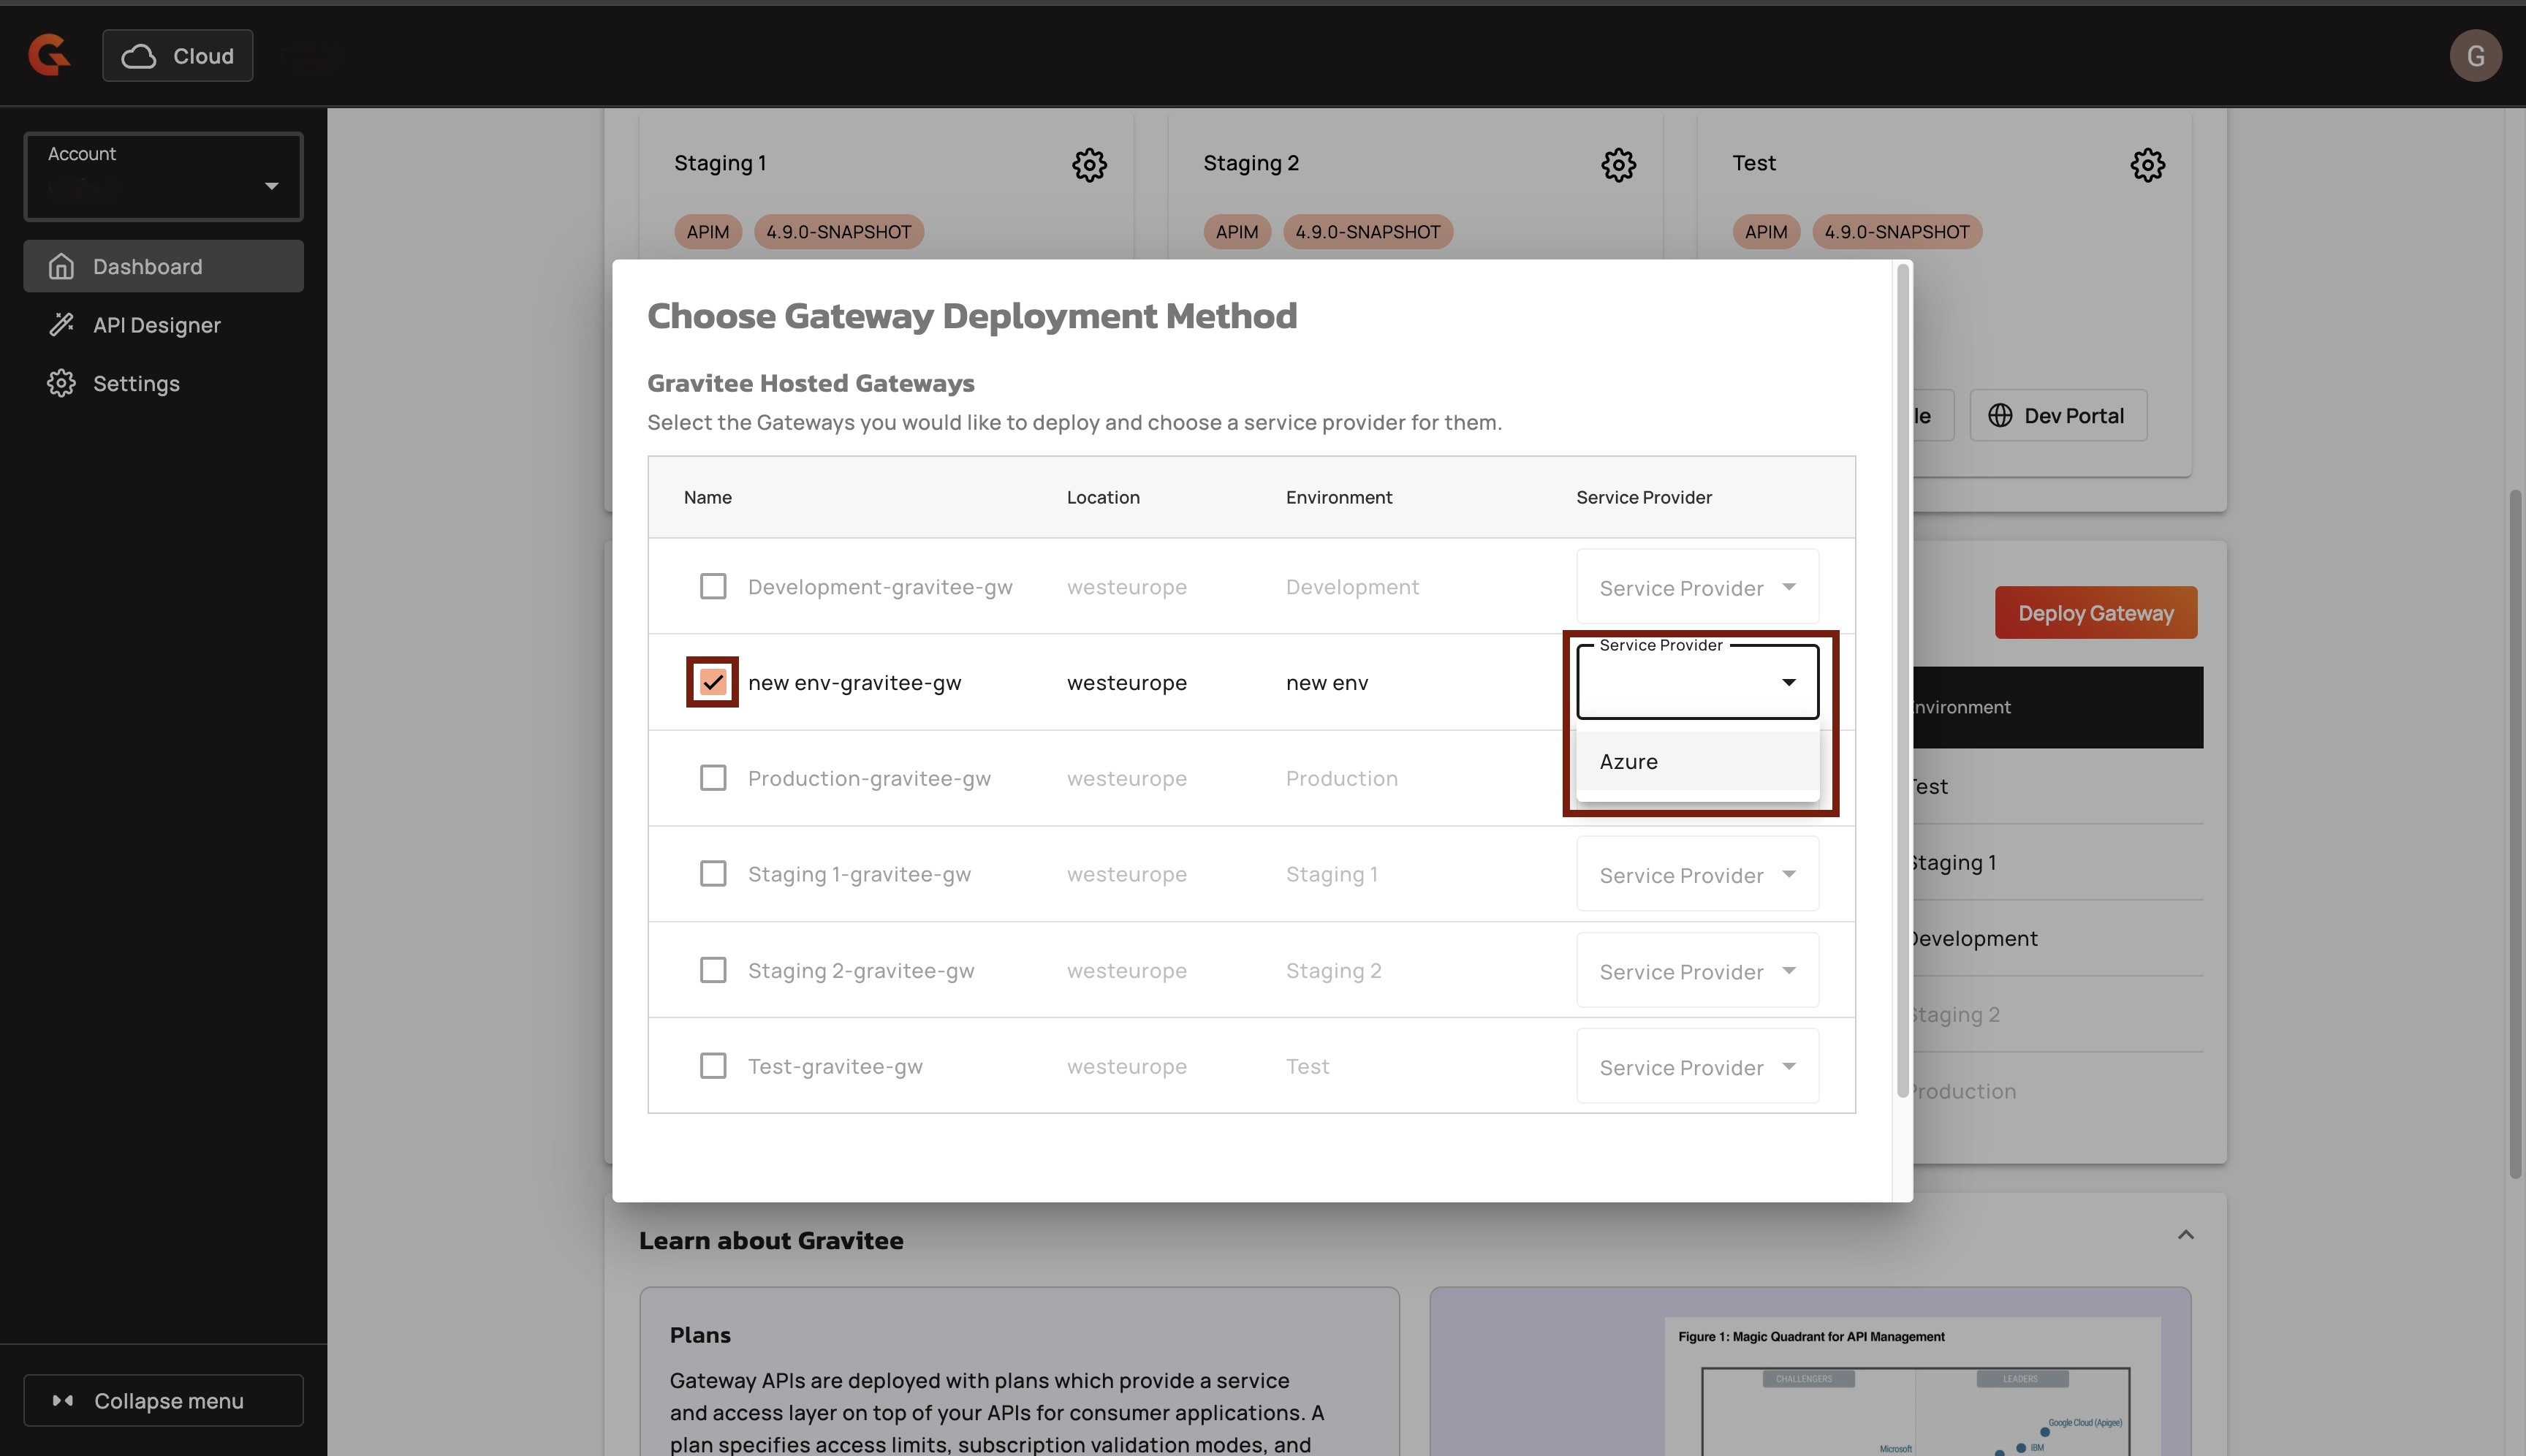 Cloud
G
Account
Dashboard
API Designer
Settings
Collapse menu
Staging 1
APIM 4.9.0-SNAPSHOT
Staging 2
APIM 4.9.0-SNAPSHOT
Test
APIM 4.9.0-SNAPSHOT
le
Dev Portal
Choose Gateway Deployment Method
Gravitee Hosted Gateways
Select the Gateways you would like to deploy and choose a service provider for them.
Name Location Environment Service Provider
Development-gravitee-gw westeurope Development Service Provider
Service Provider
new env-gravitee-gw westeurope new env
Azure
Production-gravitee-gw westeurope Production
Staging 1-gravitee-gw westeurope Staging 1 Service Provider
Staging 2-gravitee-gw westeurope Staging 2 Service Provider
Test-gravitee-gw westeurope Test Service Provider
Deploy Gateway
nvironment
Test
Staging 1
Development
Staging 2
roduction
Learn about Gravitee
Plans
Gateway APIs are deployed with plans which provide a service
and access layer on top of your APIs for consumer applications. A
plan specifies access limits, subscription validation modes, and
Figure 1: Magic Quadrant for API Management
CHALLENGERS
LEADERS
Google Cloud (Apigee)
IBM
Microsoft